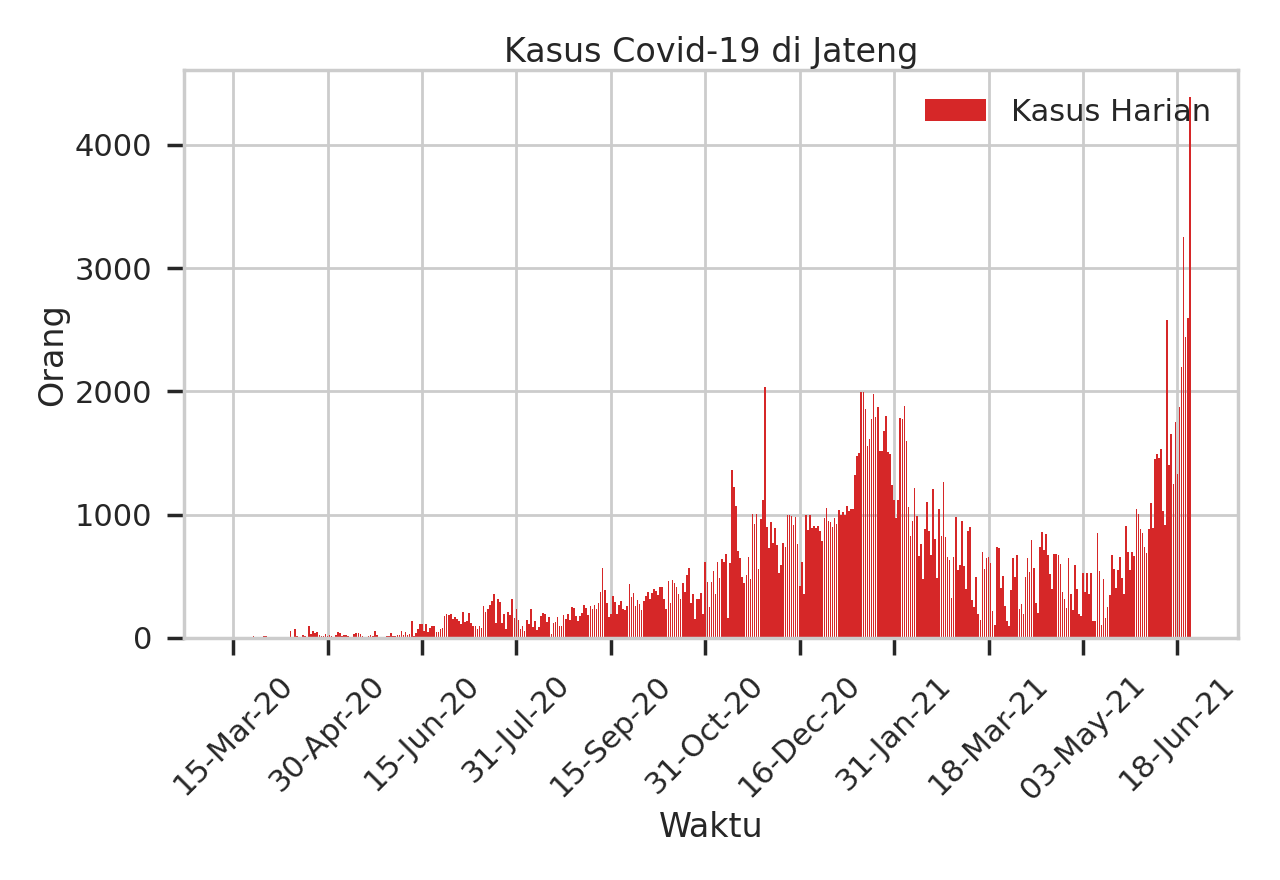 Kasus Covid-19 di Jateng
Kasus Harian
4000
3000
2000
1000
0
Orang
15-Mar-20
30-Apr-20
15-Jun-20
31-Jul-20
15-Sep-20
31-Oct-20
16-Dec-20
31-Jan-21
18-Mar-21
03-May-21
18-Jun-21
Waktu